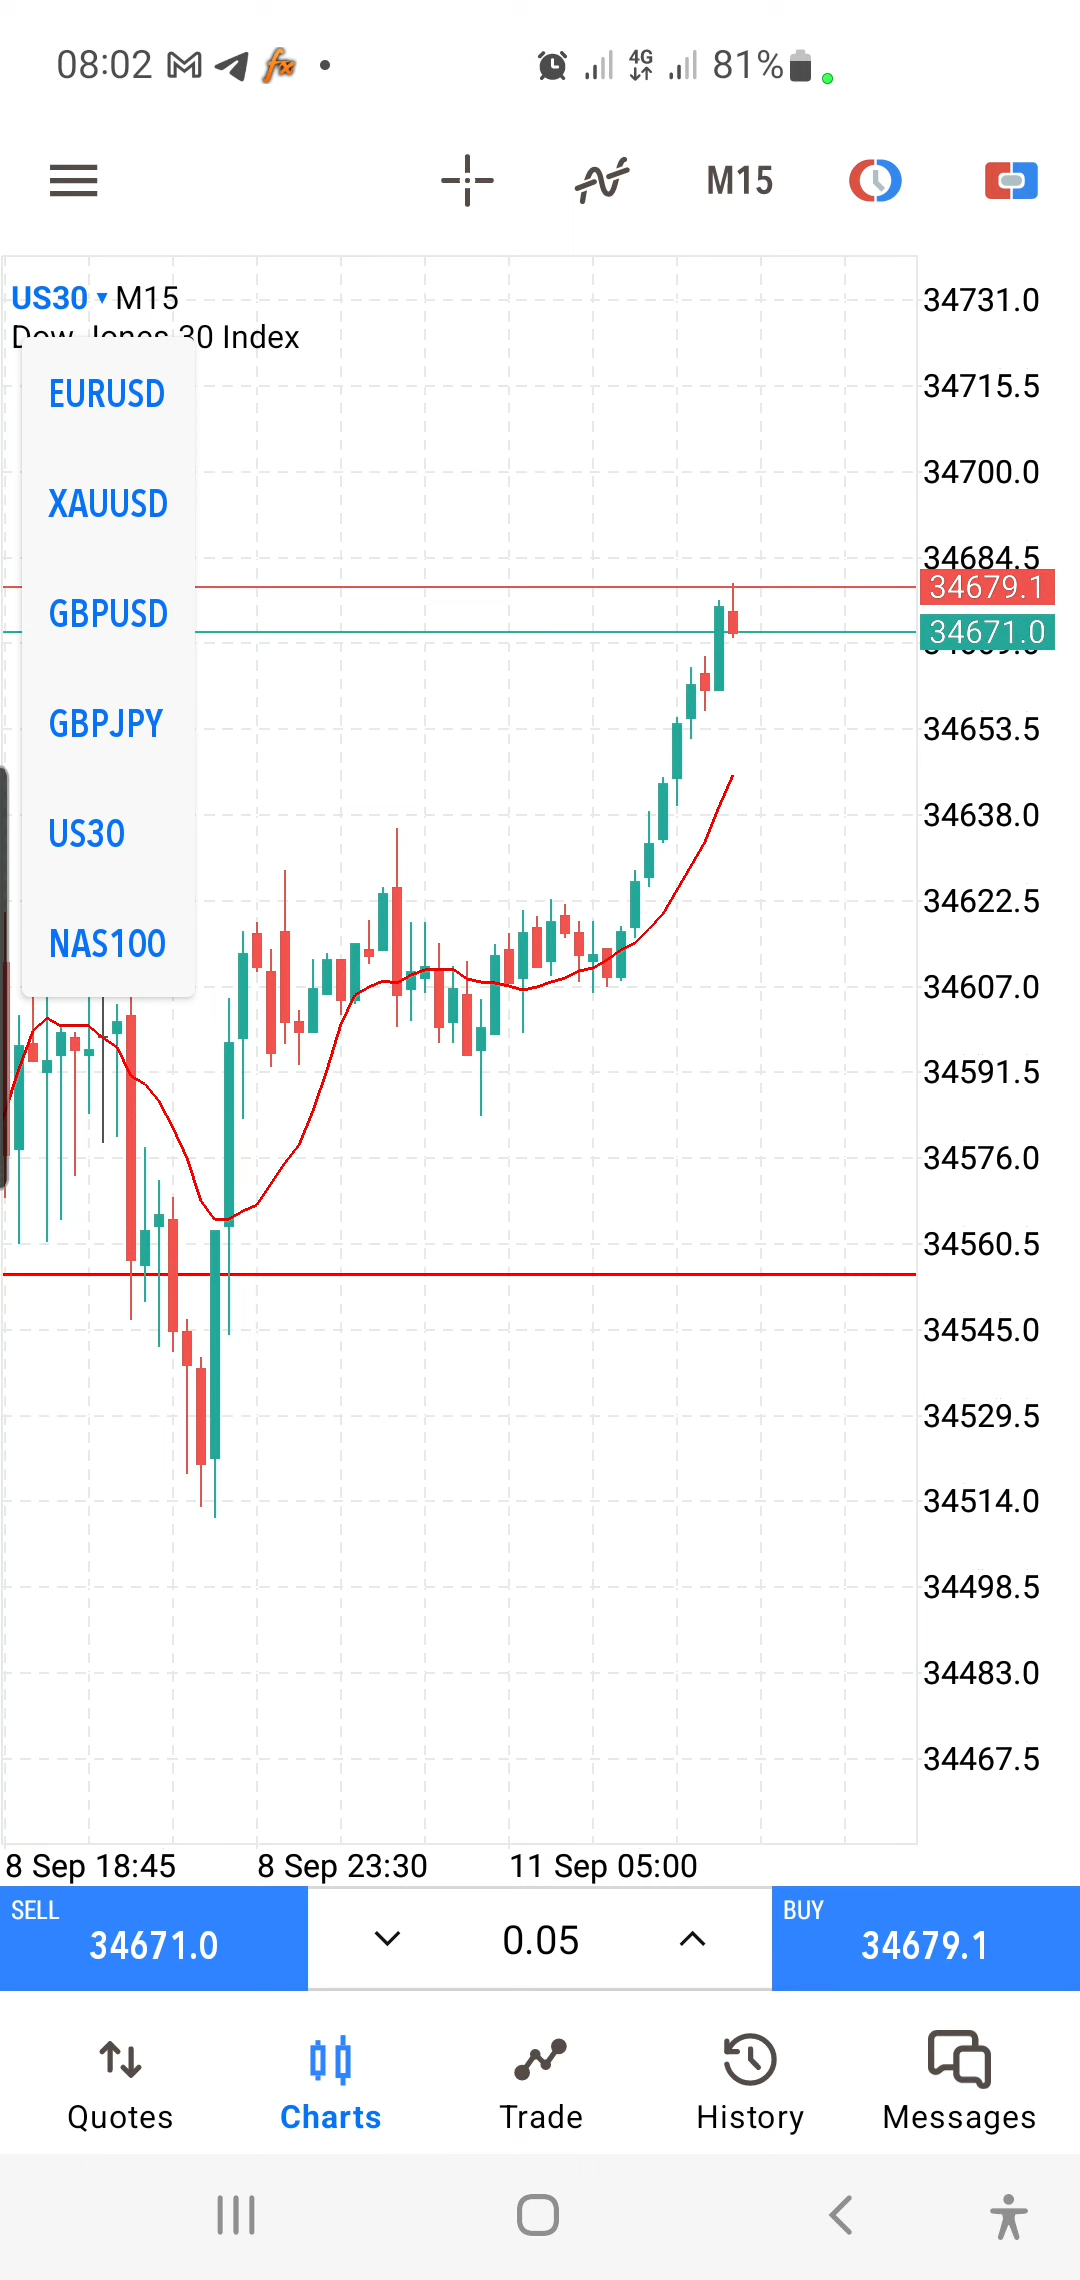 08:02 81%
4G
M15
US30 M15
Dow Jones 30 Index
EURUSD
XAUUSD
GBPUSD
GBPJPY
US30
NAS100
34731.0
34715.5
34700.0
34684.5
34679.1
34671.0
34653.5
34638.0
34622.5
34607.0
34591.5
34576.0
34560.5
34545.0
34529.5
34514.0
34498.5
34483.0
34467.5
8 Sep 18:45 8 Sep 23:30 11 Sep 05:00
SELL BUY
34671.0 0.05 34679.1
Quotes Charts Trade History Messages